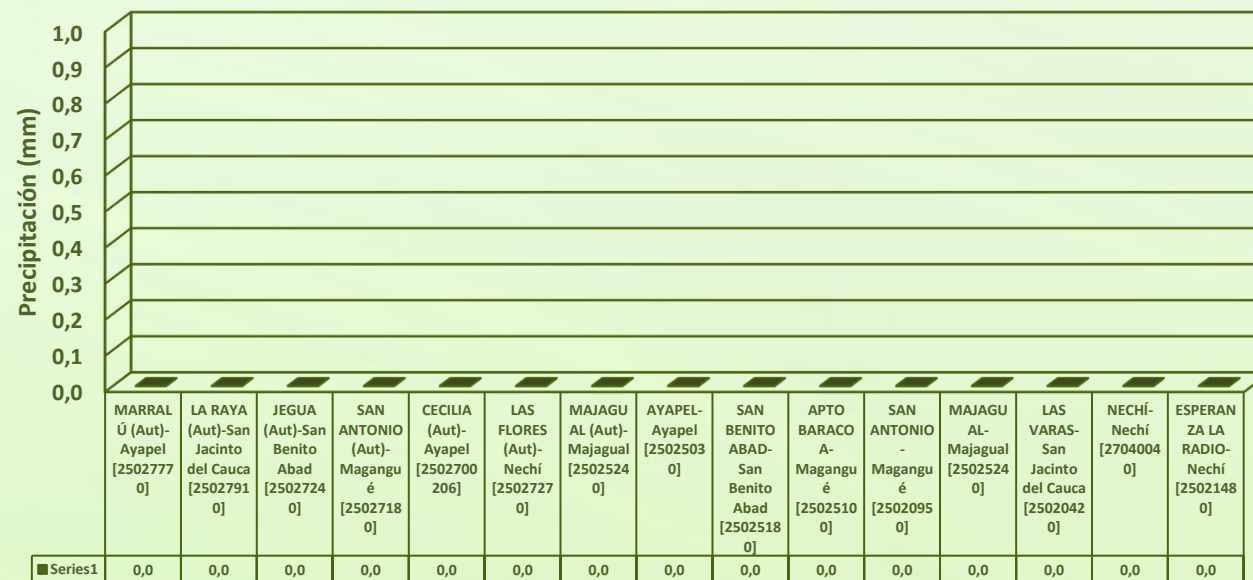 Precipitación (mm)
1,0
0,9
0,8
0,7
0,6
0,5
0,4
0,3
0,2
0,1
0,0
MARRAL
Ú (Aut)-
Ayapel
[2502777
0]
LA RAYA
(Aut)-San
Jacinto
del Cauca
[2502791
0]
JEGUA
(Aut)-San
Benito
Abad
[2502724
0]
SAN
ANTONIO
(Aut)-
Magangu
é
[2502718
0]
CECILIA
(Aut)-
Ayapel
[2502700
206]
LAS
FLORES
(Aut)-
Nechí
[2502727
0]
MAJAGU
AL (Aut)-
Majagual
[2502524
0]
AYAPEL-
Ayapel
[2502503
0]
SAN
BENITO
ABAD-
San
Benito
Abad
[2502518
0]
APTO
BARACO
A-
Magangu
é
[2502510
0]
SAN
ANTONIO
-
Magangu
é
[2502095
0]
MAJAGU
AL-
Majagual
[2502524
0]
LAS
VARAS-
San
Jacinto
del Cauca
[2502042
0]
NECHÍ-
Nechí
[2704004
0]
ESPERAN
ZA LA
RADIO-
Nechí
[2502148
0]
Series1 0,0 0,0 0,0 0,0 0,0 0,0 0,0 0,0 0,0 0,0 0,0 0,0 0,0 0,0 0,0